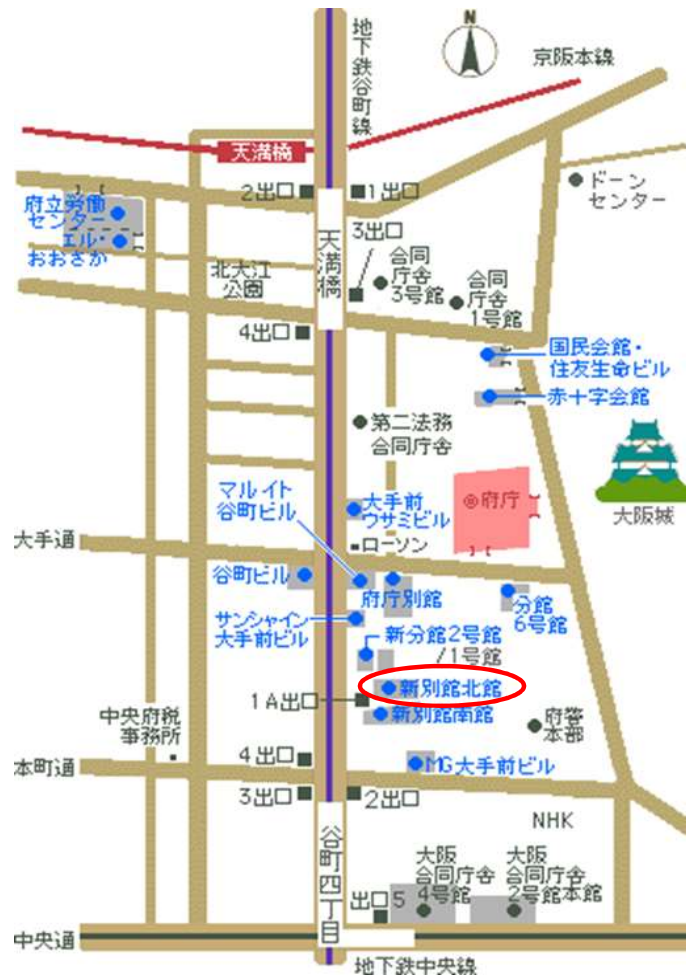 地下鉄谷町線
N
京阪本線
天満橋
2出口
1出口
ドーン
センター
府立労働
センター
エル・
おおさか
3出口
天満橋
北大江
公園
合同
庁舎
3号館
合同
庁舎
1号館
4出口
国民会館・
住友生命ビル
赤十字会館
第二法務
合同庁舎
マルイト
谷町ビル
大手前
ウサミビル
府庁
大阪城
大手通
ローソン
谷町ビル
府庁別館
分館
6号館
サンシャイン
大手前ビル
新分館2号館
/1号館
新別館北館
1A出口
新別館南館
中央府税
事務所
府警
本部
4出口
本町通
MG大手前ビル
3出口
2出口
NHK
谷町四丁目
大阪
合同庁舎
4号館
大阪
合同庁舎
2号館本館
出口5
中央通
地下鉄中央線